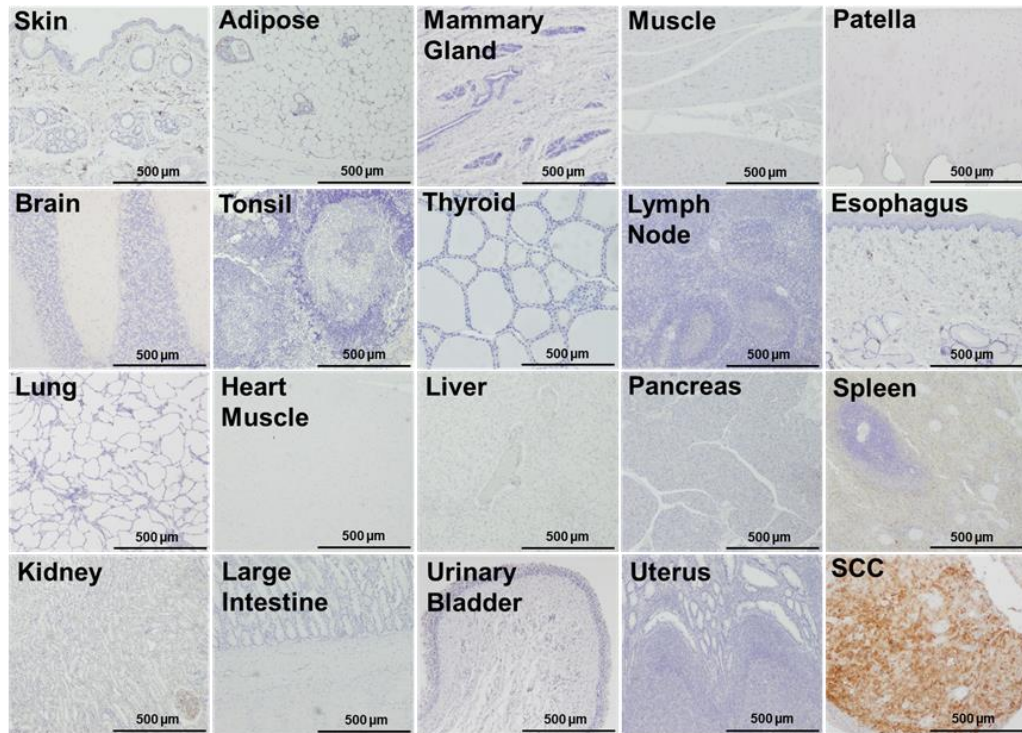 Skin
500 µm
Adipose
500 µm
Mammary
Gland
500 µm
Muscle
500 µm
Patella
500 µm
Brain
500 µm
Tonsil
500 µm
Thyroid
500 µm
Lymph
Node
500 µm
Esophagus
500 µm
Lung
500 µm
Heart
Muscle
500 µm
Liver
500 µm
Pancreas
500 µm
Spleen
500 µm
Kidney
500 µm
Large
Intestine
500 µm
Urinary
Bladder
500 µm
Uterus
500 µm
SCC
500 µm